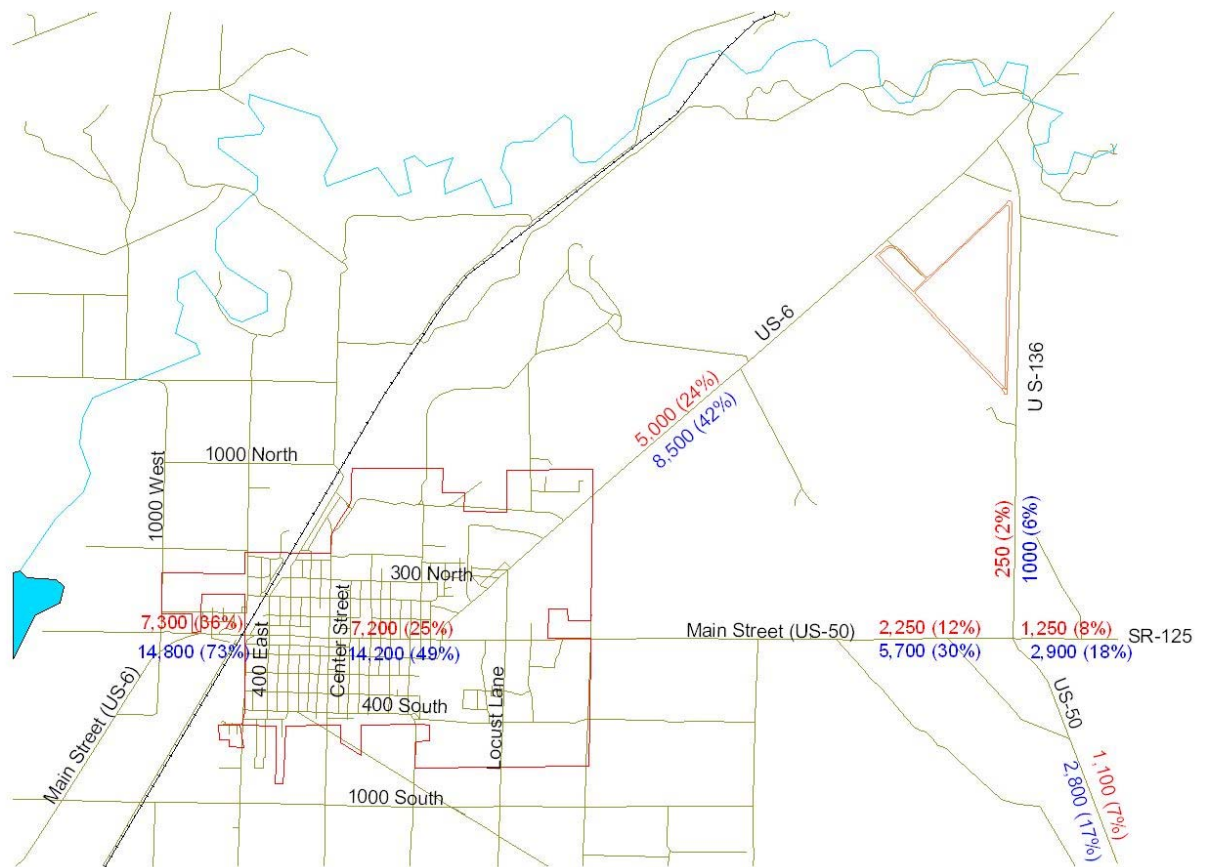 US-6
U S-136
5,000 (24%)
8,500 (42%)
1000 North
1000 West
250 (2%)
1000 (6%)
300 North
7,300 (36%)
14,800 (73%)
400 East
Center Street
7,200 (25%)
14,200 (49%)
Main Street (US-50)
2,250 (12%)
5,700 (30%)
1,250 (8%)
2,900 (18%)
SR-125
Main Street (US-6)
400 South
Locust Lane
US-50
1,100 (7%)
2,800 (17%)
1000 South